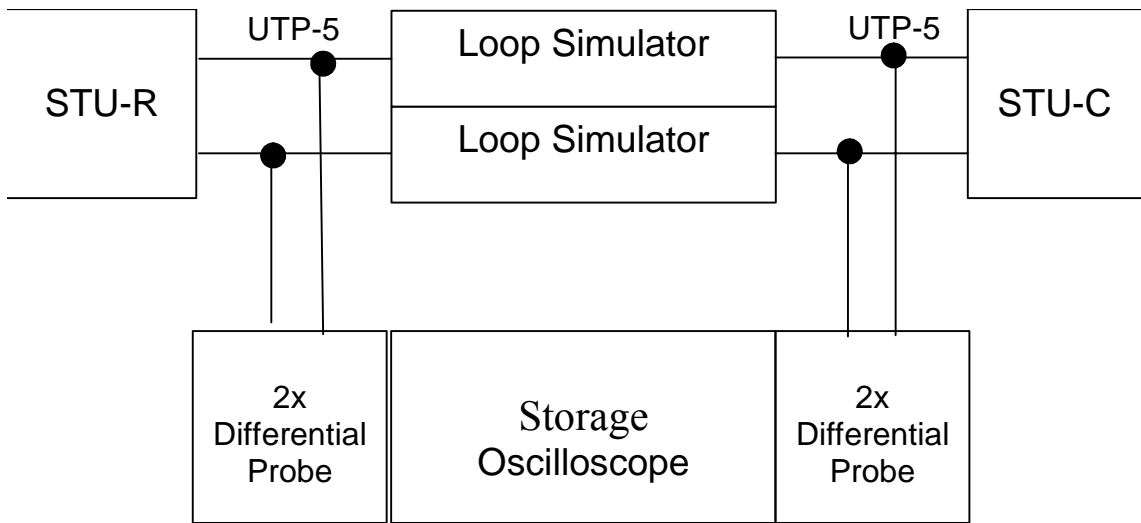 UTP-5
Loop Simulator
UTP-5
STU-R
STU-C
Loop Simulator
2x
Differential
Probe
Storage
Oscilloscope
2x
Differential
Probe